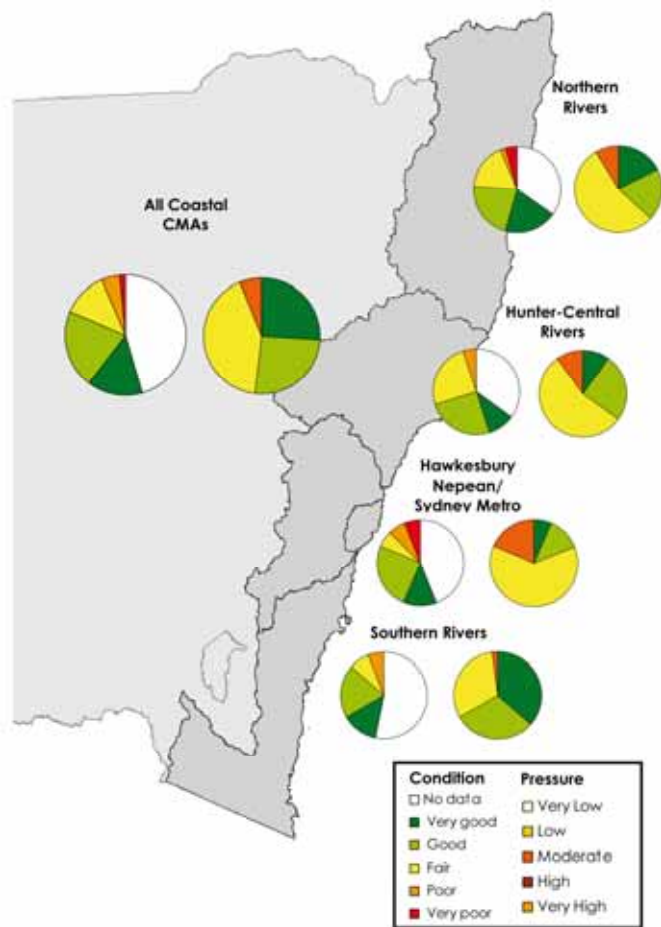 Northern
Rivers
All Coastal
CMAs
Hunter-Central
Rivers
Hawkesbury
Nepean/
Sydney Metro
Southern Rivers
Condition
No data
Very good
Good
Fair
Poor
Very poor
Pressure
Very Low
Low
Moderate
High
Very High